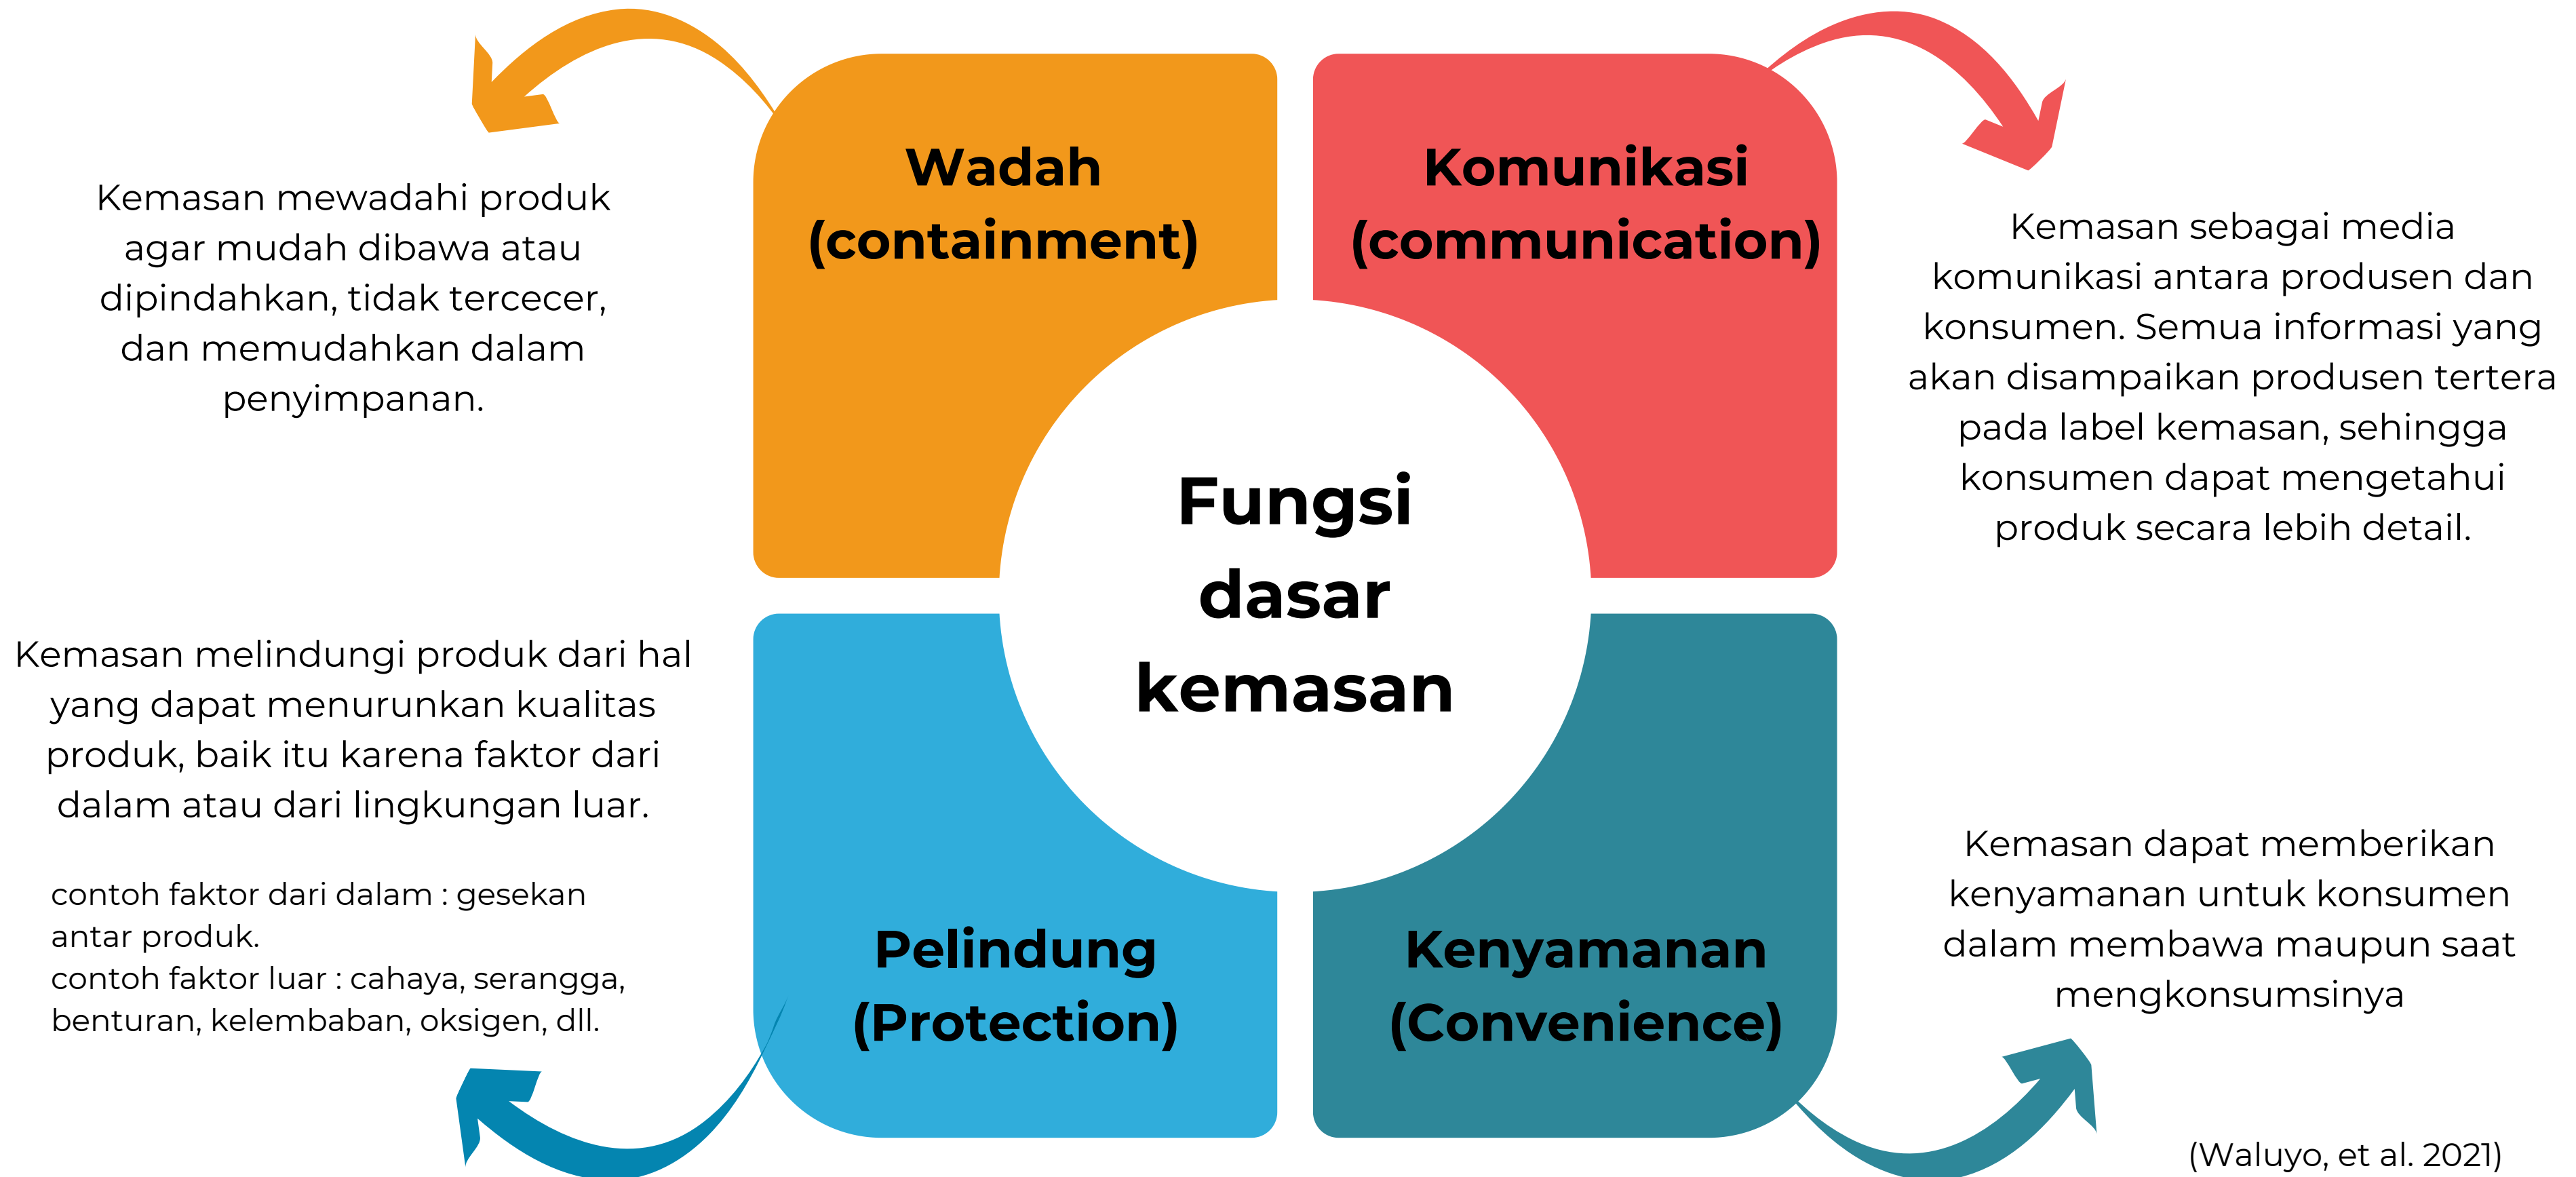 Wadah
(containment)
Kemasan mewadahi produk
agar mudah dibawa atau
dipindahkan, tidak tercecer,
dan memudahkan dalam
penyimpanan.
Komunikasi
(communication)
Kemasan sebagai media
komunikasi antara produsen dan
konsumen. Semua informasi yang
akan disampaikan produsen tertera
pada label kemasan, sehingga
konsumen dapat mengetahui
produk secara lebih detail.
Fungsi
dasar
kemasan
Kemasan melindungi produk dari hal
yang dapat menurunkan kualitas
produk, baik itu karena faktor dari
dalam atau dari lingkungan luar.
contoh faktor dari dalam : gesekan
antar produk.
contoh faktor luar : cahaya, serangga,
benturan, kelembaban, oksigen, dll.
Pelindung
(Protection)
Kenyamanan
(Convenience)
Kemasan dapat memberikan
kenyamanan untuk konsumen
dalam membawa maupun saat
mengkonsumsinya
(Waluyo, et al. 2021)